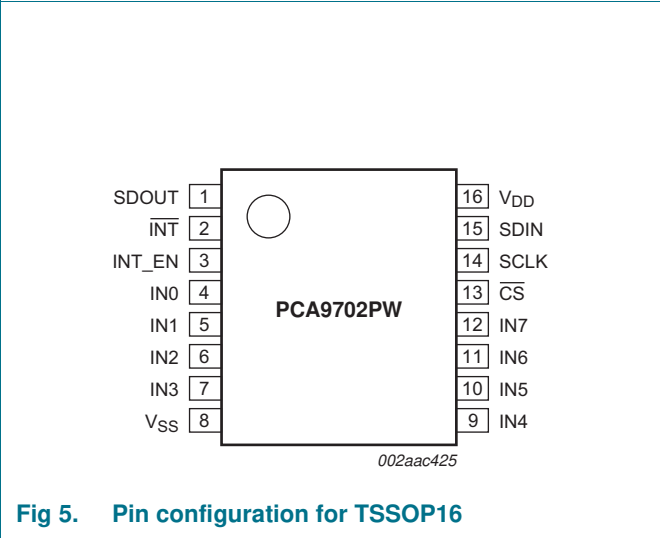 SDOUT 1
INT 2
INT_EN 3
IN0 4
IN1 5
IN2 6
IN3 7
VSS 8
PCA9702PW
16 VDD
15 SDIN
14 SCLK
13 CS
12 IN7
11 IN6
10 IN5
9 IN4
002aac425
Fig 5. Pin configuration for TSSOP16